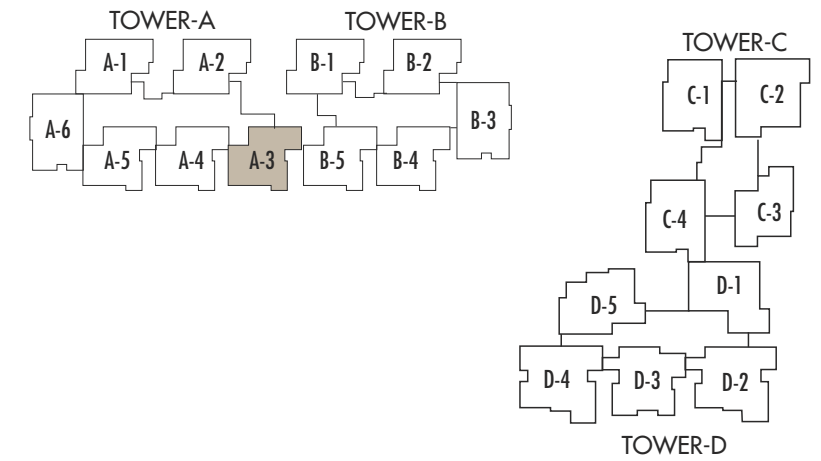 TOWER-A
TOWER-B
A-1
A-2
B-1
B-2
A-6
B-3
A-5
A-4
A-3
B-5
B-4
TOWER-C
C-1
C-2
C-4
C-3
D-1
D-5
D-4
D-3
D-2
TOWER-D